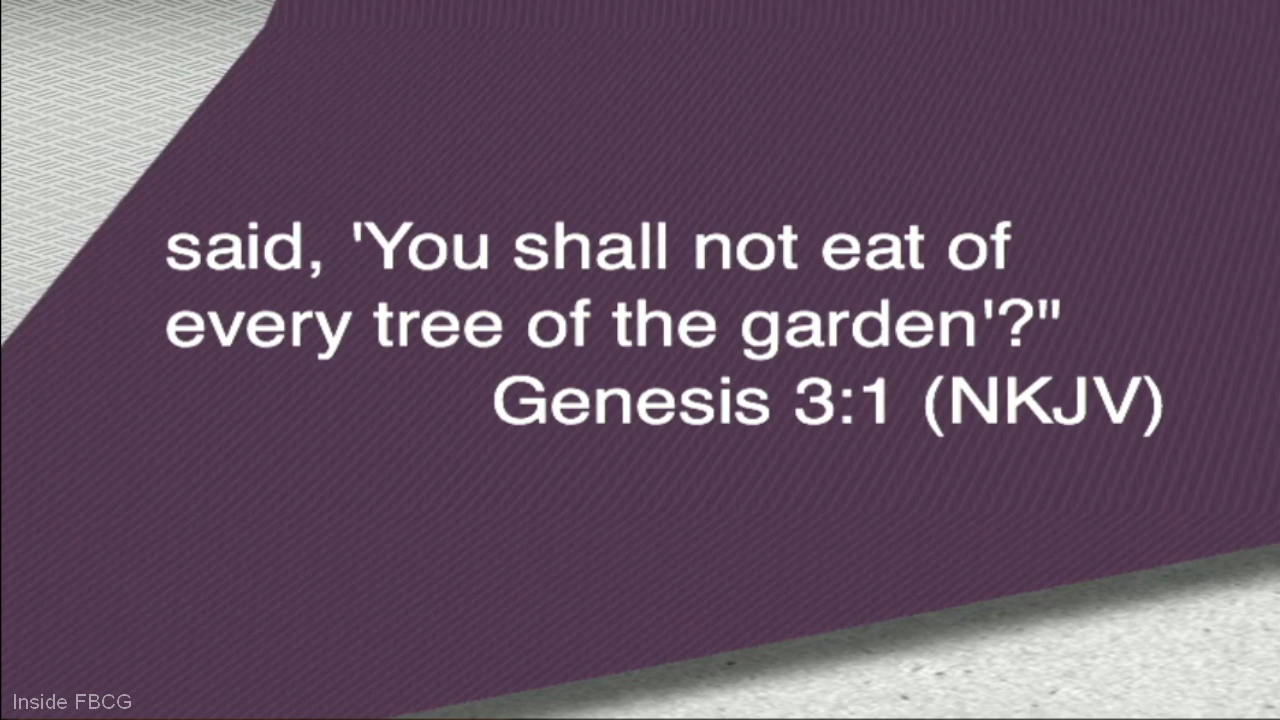 said, 'You shall not eat of
every tree of the garden'?"
Genesis 3:1 (NKJV)
Inside FBCG